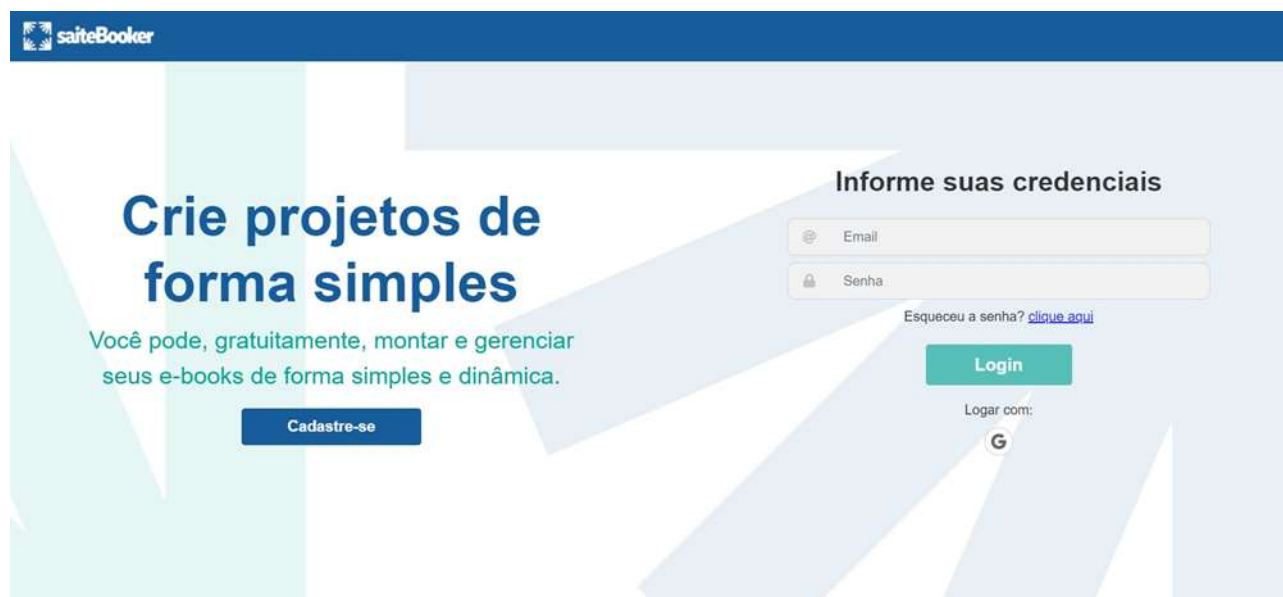 saiteBooker
Crie projetos de
forma simples
Você pode, gratuitamente, montar e gerenciar
seus e-books de forma simples e dinâmica.
Cadastre-se
Informe suas credenciais
@ Email
Senha
Esqueceu a senha? clique aqui
Login
Logar com:
G